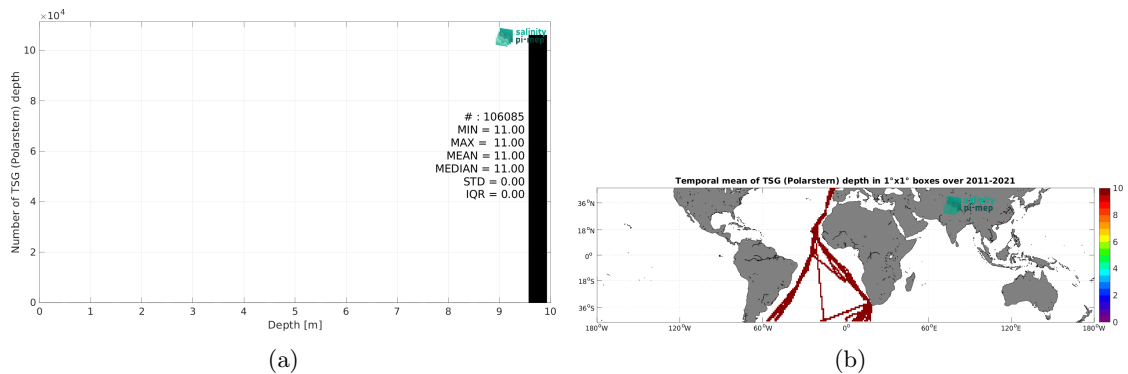 ×10⁴
10
8
6
4
2
0
Number of TSG (Polarstern) depth
salinity
pi-mep
# : 106085
MIN = 11.00
MAX = 11.00
MEAN = 11.00
MEDIAN = 11.00
STD = 0.00
IQR = 0.00
0 1 2 3 4 5 6 7 8 9 10
Depth [m]
(a)
Temporal mean of TSG (Polarstern) depth in 1°x1° boxes over 2011-2021
salinity
pi-mep
36°N
18°N
0°
18°S
36°S
180°W 120°W 60°W 0° 60°E 120°E 180°W
10
8
6
4
2
0
(b)